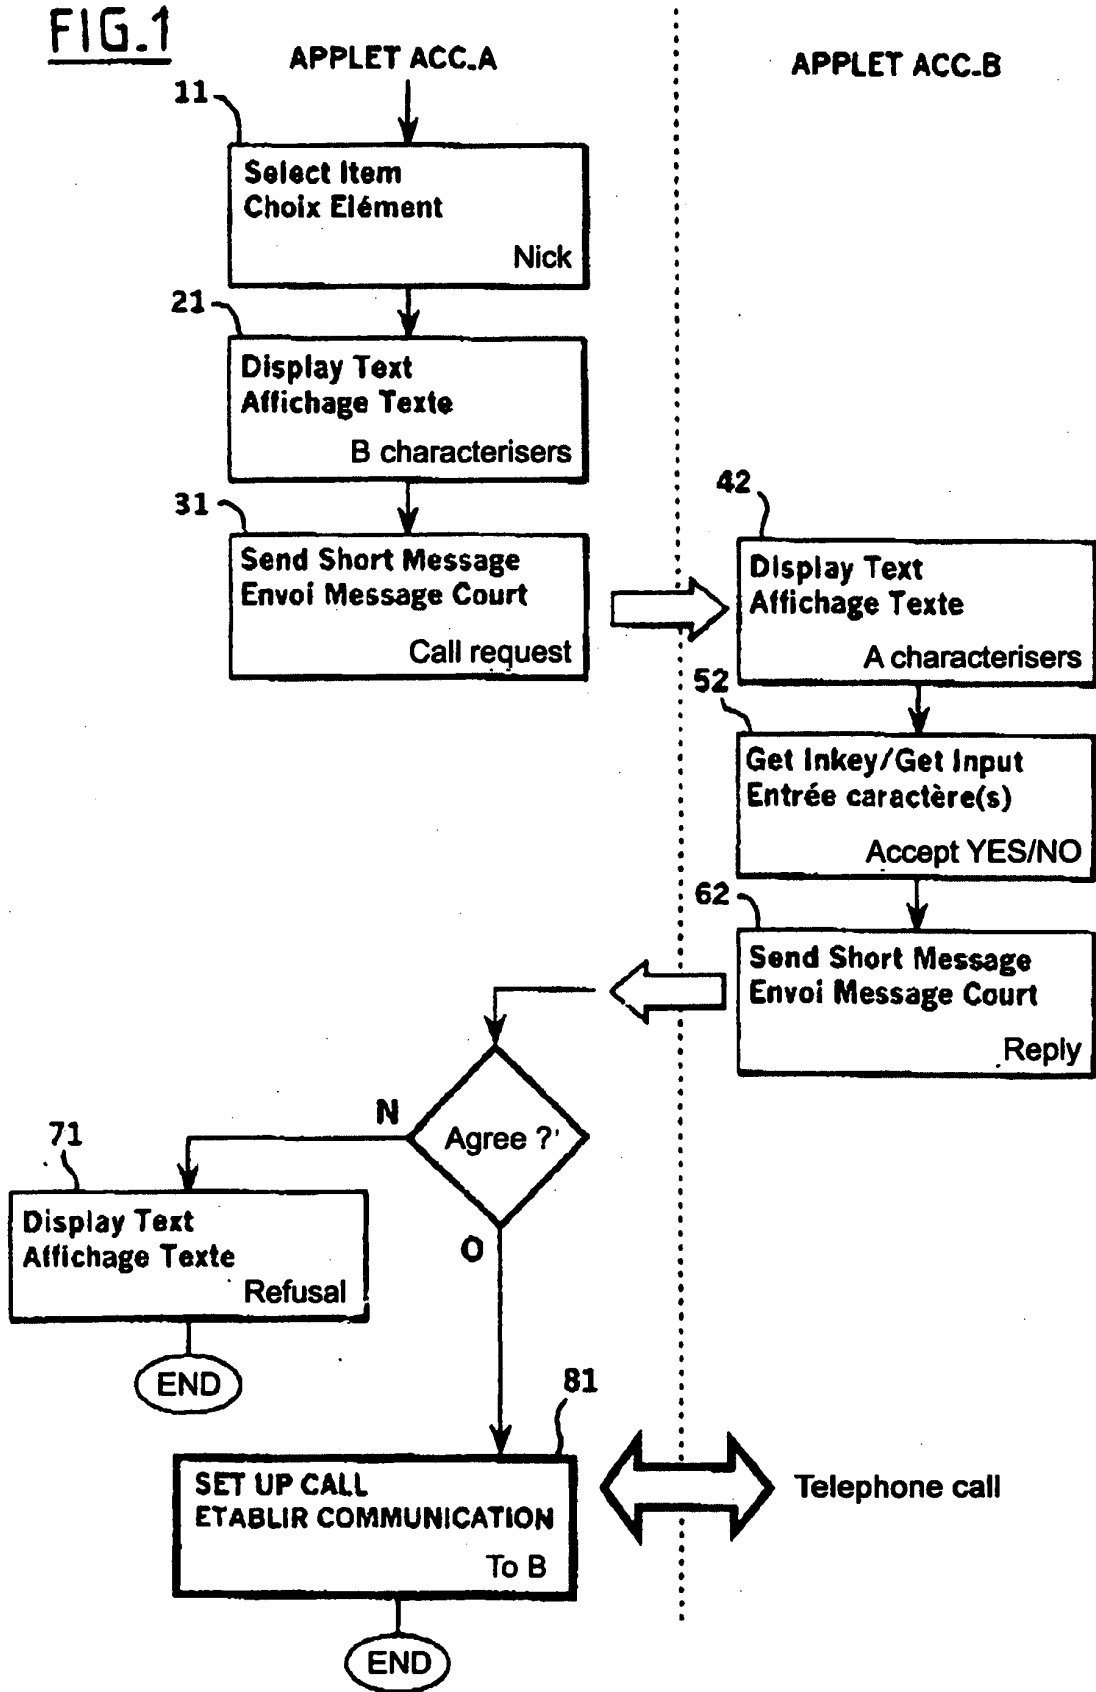 FIG.1
APPLET ACC.A
APPLET ACC.B
11
Select Item
Choix Elément
Nick
21
Display Text
Affichage Texte
B characterisers
31
Send Short Message
Envoi Message Court
Call request
42
Display Text
Affichage Texte
A characterisers
52
Get Inkey/Get Input
Entrée caractère(s)
Accept YES/NO
62
Send Short Message
Envoi Message Court
Reply
N
Agree ?
O
71
Display Text
Affichage Texte
Refusal
END
81
SET UP CALL
ETABLIR COMMUNICATION
To B
Telephone call
END